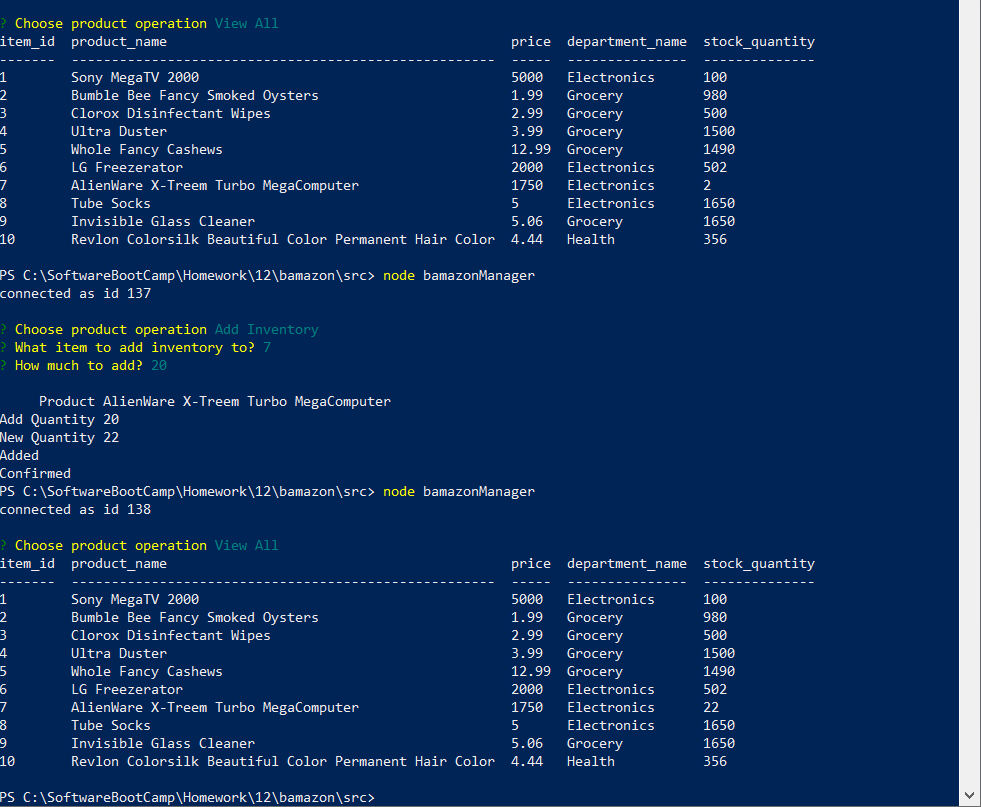 ? Choose product operation View All
item_id  product_name                                           price  department_name  stock_quantity
-------  -----------------------------------------------------  -----  ---------------  --------------
1        Sony MegaTV 2000                                       5000   Electronics      100
2        Bumble Bee Fancy Smoked Oysters                        1.99   Grocery          980
3        Clorox Disinfectant Wipes                              2.99   Grocery          500
4        Ultra Duster                                           3.99   Grocery          1500
5        Whole Fancy Cashews                                    12.99  Grocery          1490
6        LG Freezerator                                         2000   Electronics      502
7        AlienWare X-Treem Turbo MegaComputer                   1750   Electronics      2
8        Tube Socks                                             5      Electronics      1650
9        Invisible Glass Cleaner                                5.06   Grocery          1650
10       Revlon Colorsilk Beautiful Color Permanent Hair Color  4.44   Health           356
PS C:\SoftwareBootCamp\Homework\12\bamazon\src> node bamazonManager
connected as id 137
? Choose product operation Add Inventory
? What item to add inventory to? 7
? How much to add? 20
     Product AlienWare X-Treem Turbo MegaComputer
Add Quantity 20
New Quantity 22
Added
Confirmed
PS C:\SoftwareBootCamp\Homework\12\bamazon\src> node bamazonManager
connected as id 138
? Choose product operation View All
item_id  product_name                                           price  department_name  stock_quantity
-------  -----------------------------------------------------  -----  ---------------  --------------
1        Sony MegaTV 2000                                       5000   Electronics      100
2        Bumble Bee Fancy Smoked Oysters                        1.99   Grocery          980
3        Clorox Disinfectant Wipes                              2.99   Grocery          500
4        Ultra Duster                                           3.99   Grocery          1500
5        Whole Fancy Cashews                                    12.99  Grocery          1490
6        LG Freezerator                                         2000   Electronics      502
7        AlienWare X-Treem Turbo MegaComputer                   1750   Electronics      22
8        Tube Socks                                             5      Electronics      1650
9        Invisible Glass Cleaner                                5.06   Grocery          1650
10       Revlon Colorsilk Beautiful Color Permanent Hair Color  4.44   Health           356
PS C:\SoftwareBootCamp\Homework\12\bamazon\src>